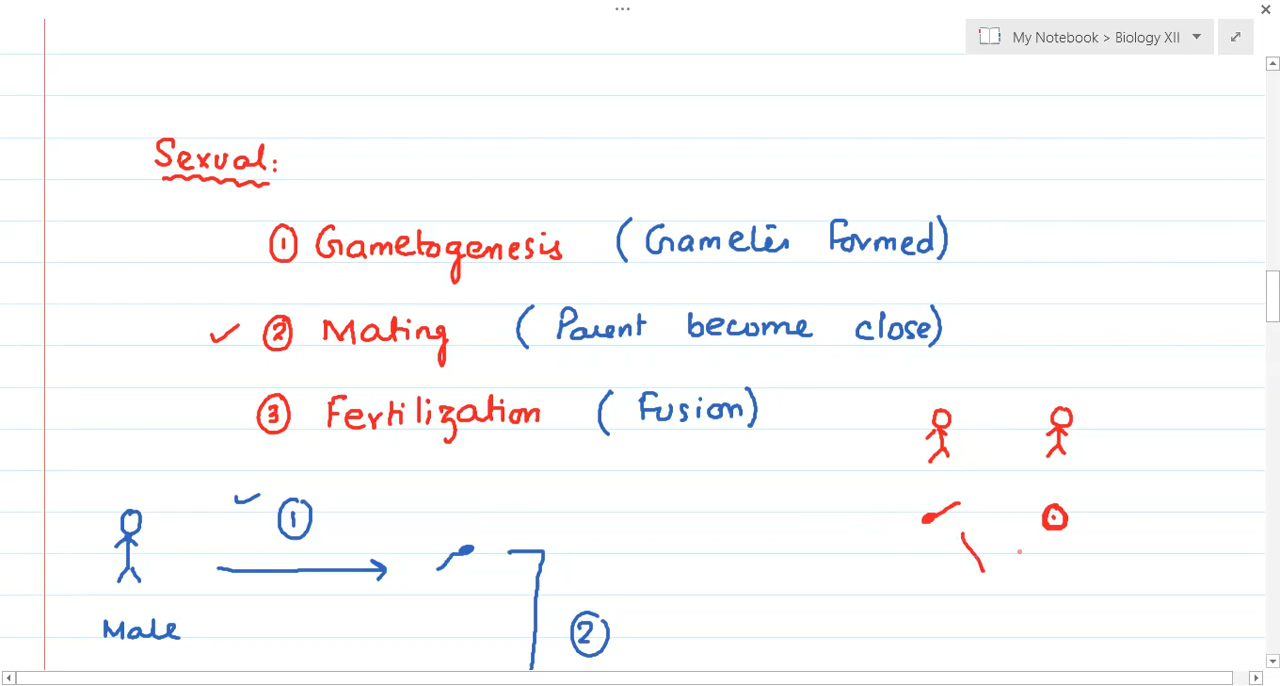 My Notebook > Biology XII
Sexual:
① Gametogenesis (Gametes Formed)
② Mating (Parent become close)
③ Fertilization (Fusion)
①
Male
②